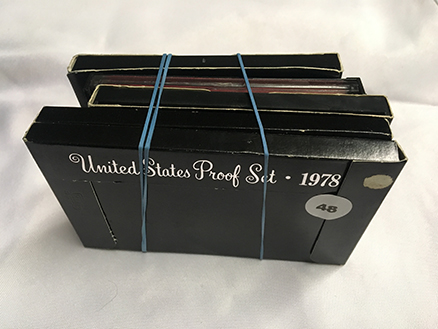 United States Proof Set • 1978
48